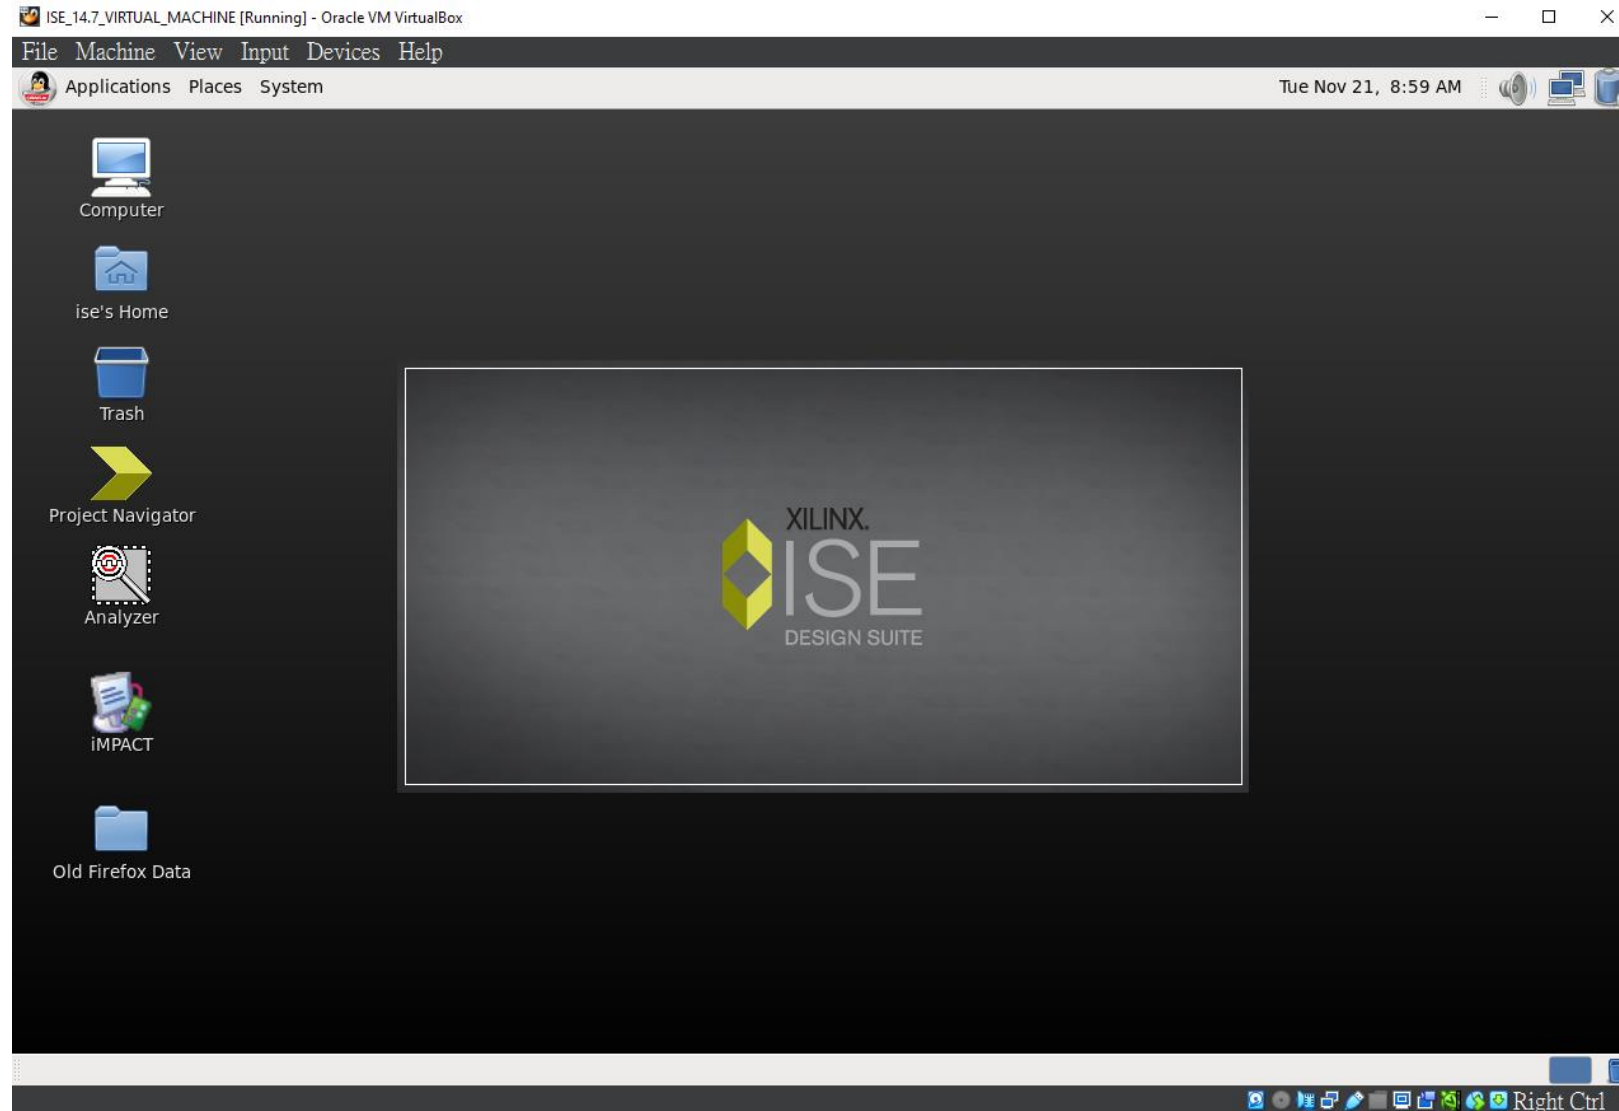 ISE_14.7_VIRTUAL_MACHINE [Running] - Oracle VM VirtualBox
File Machine View Input Devices Help
Applications Places System Tue Nov 21, 8:59 AM
Computer
ise's Home
Trash
Project Navigator
Analyzer
iMPACT
Old Firefox Data
XILINX.
ISE
DESIGN SUITE
Right Ctrl